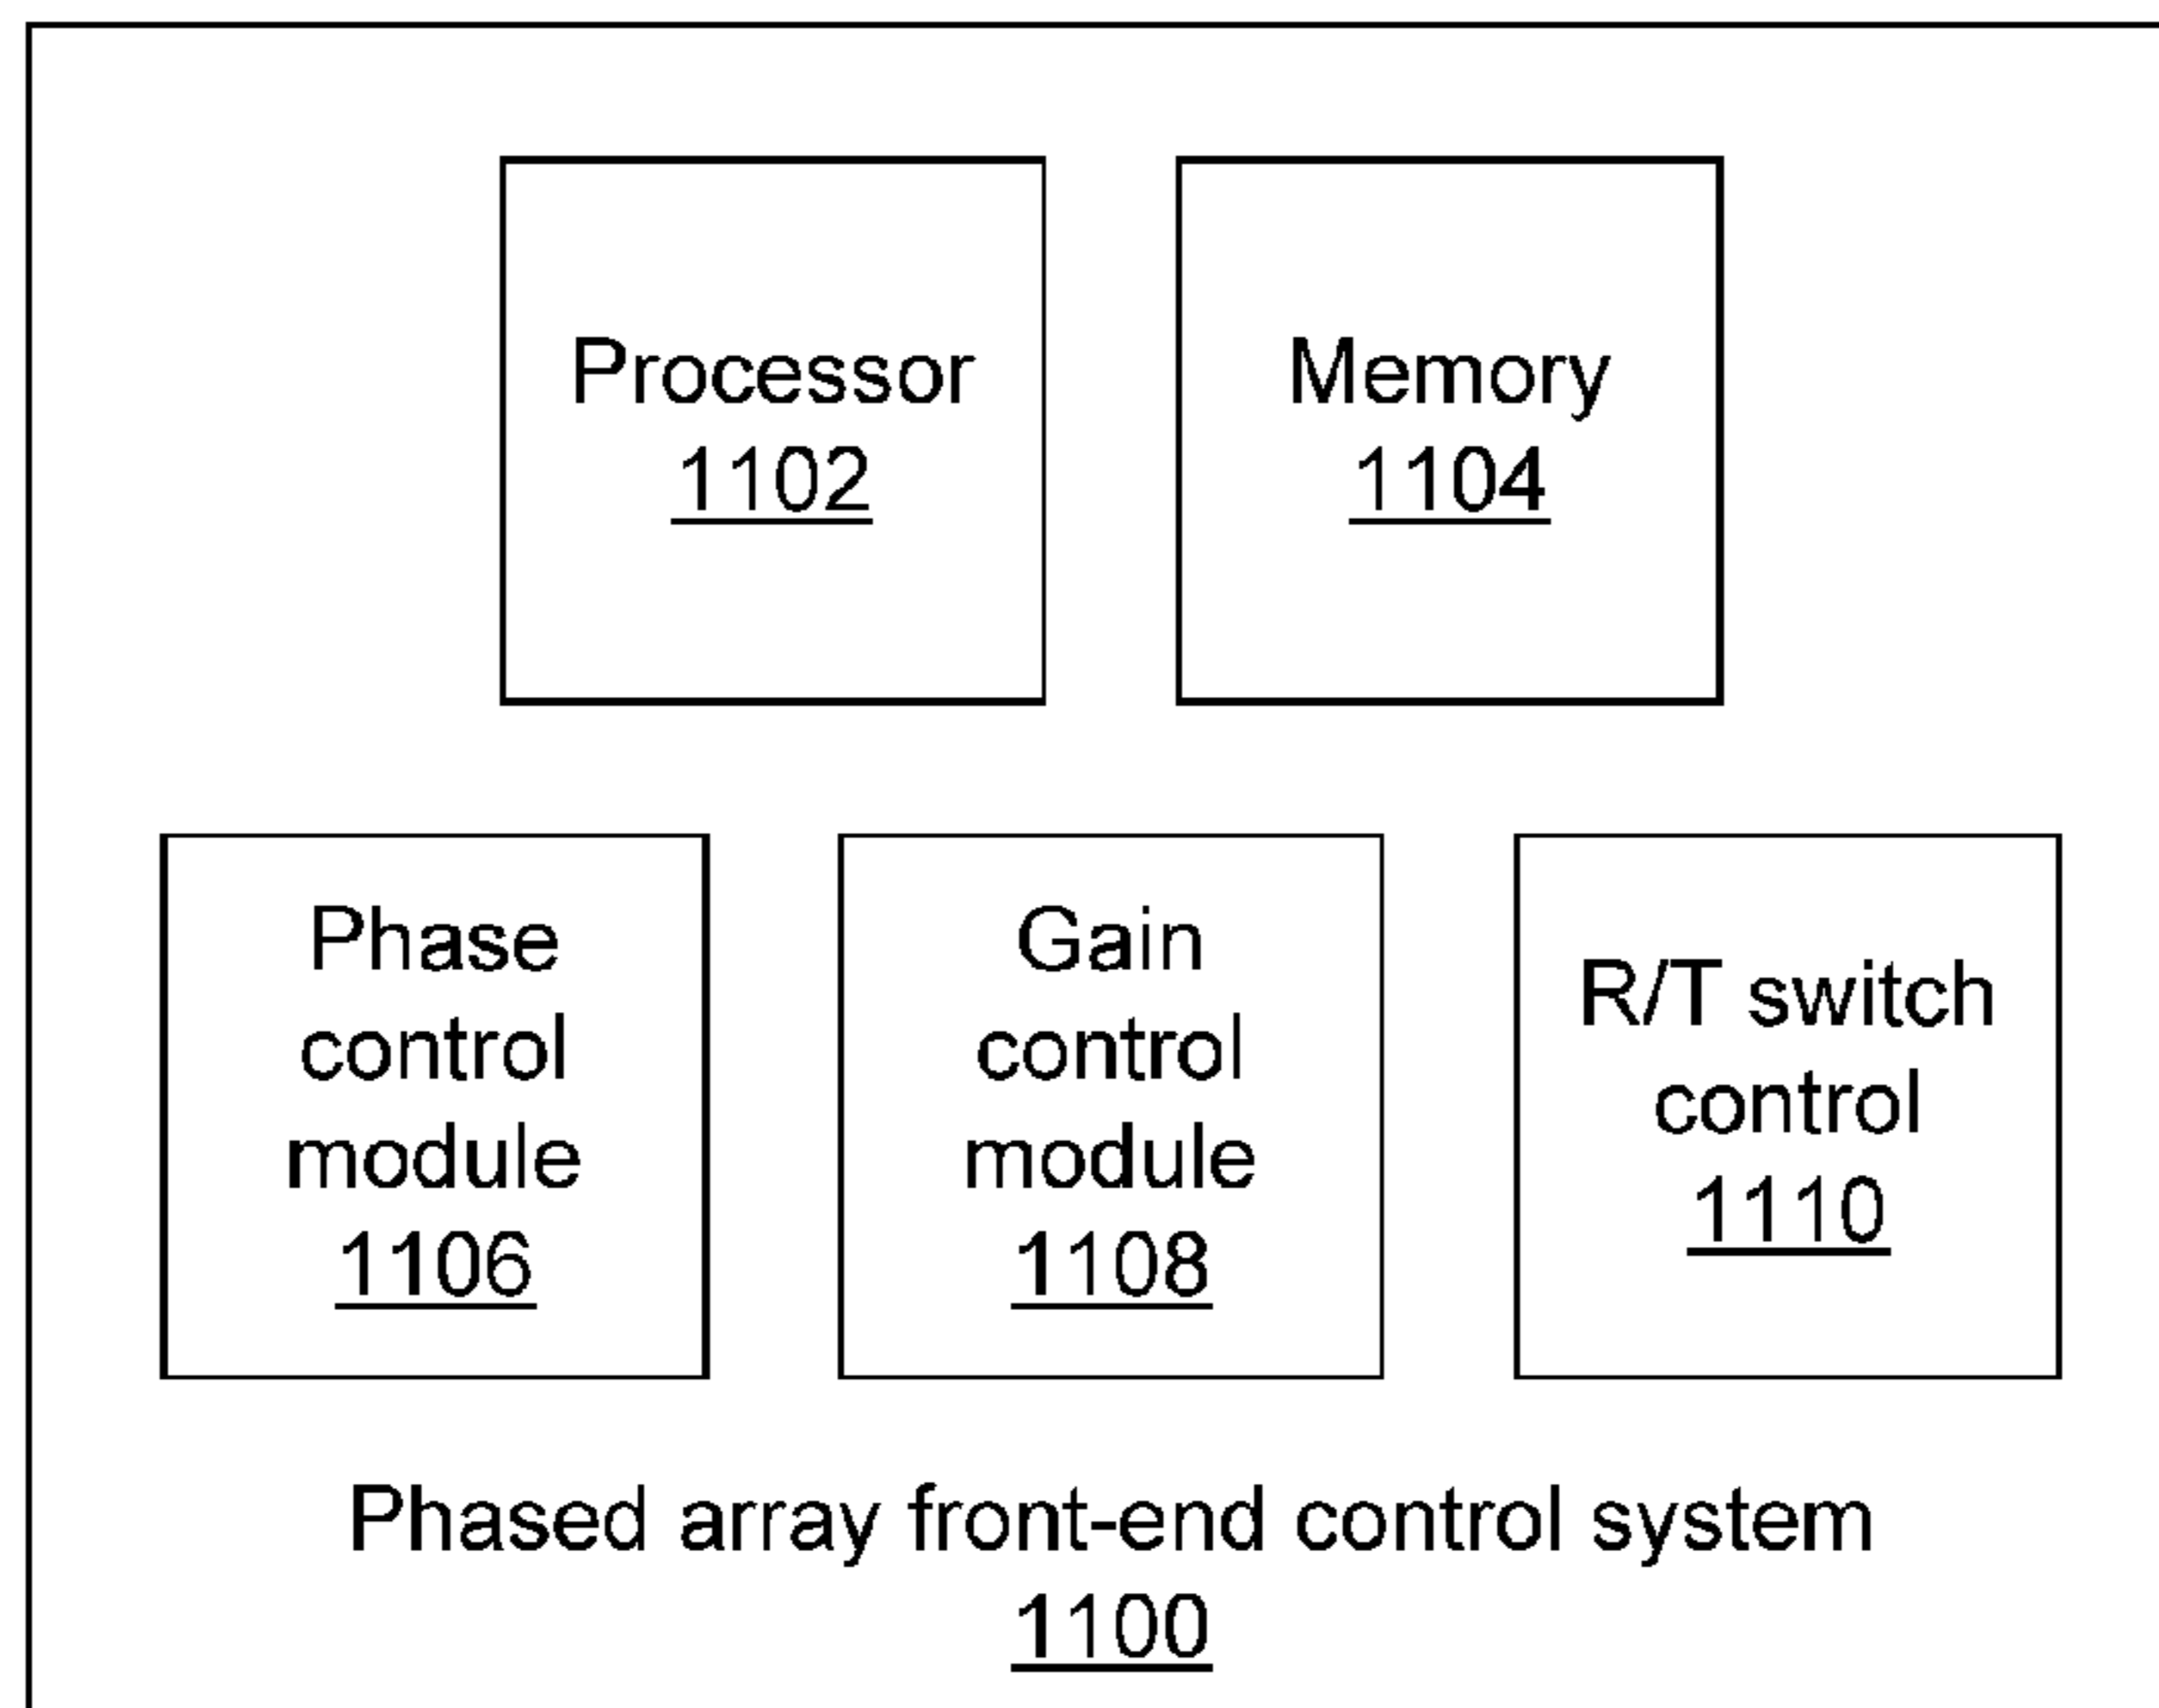 Processor
1102
Memory
1104
Phase
control
module
1106
Gain
control
module
1108
R/T switch
control
1110
Phased array front-end control system
1100